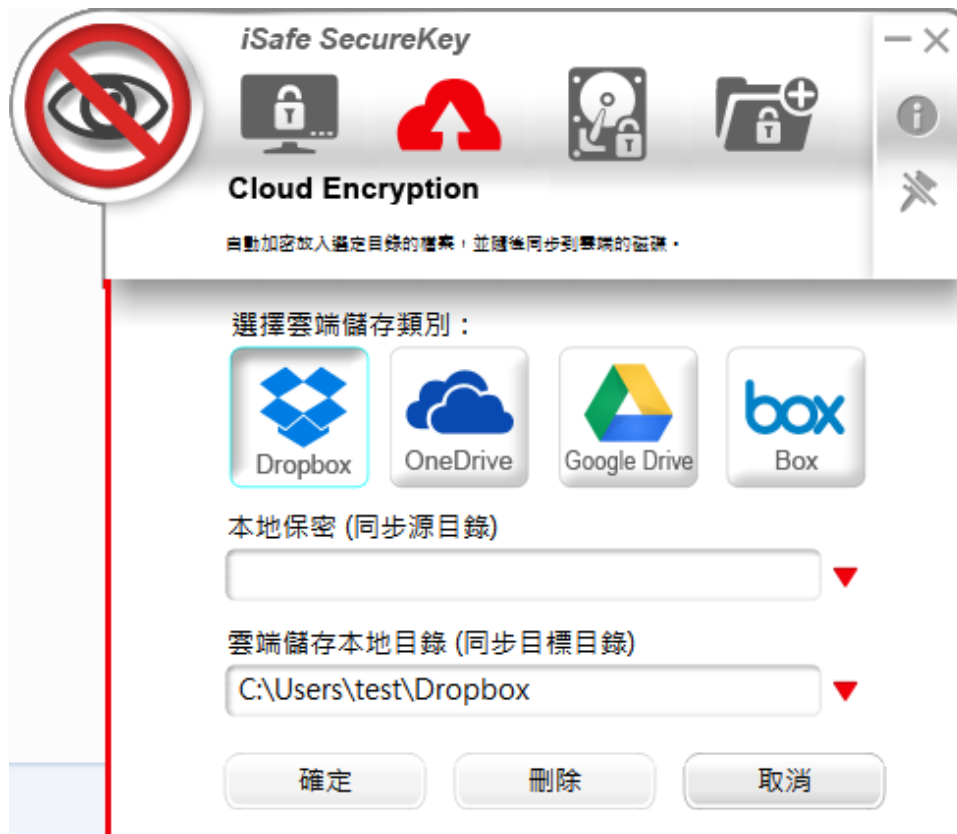 iSafe SecureKey
Cloud Encryption
自動加密放入選定目錄的檔案,並隨後同步到雲端的磁碟。
選擇雲端儲存類別:
Dropbox
OneDrive
Google Drive
box
Box
本地保密 (同步源目錄)
雲端儲存本地目錄 (同步目標目錄)
C:\Users\test\Dropbox
確定
刪除
取消